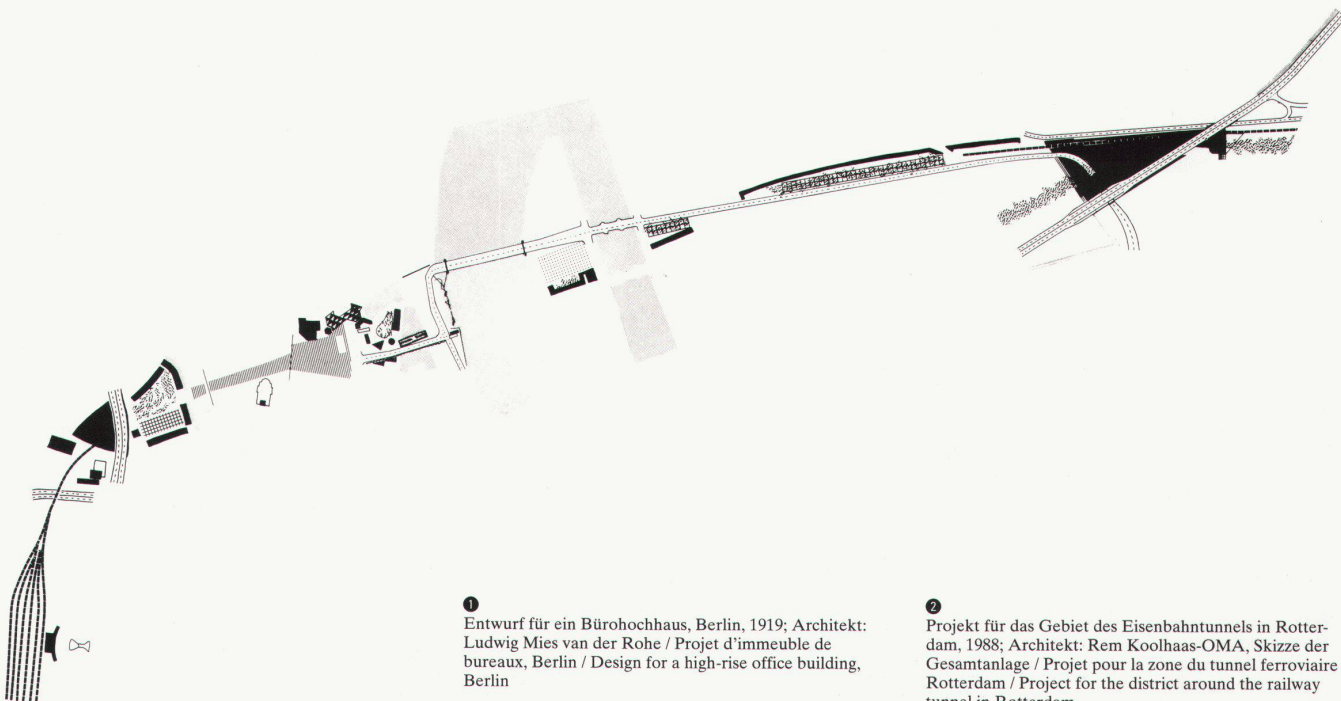 ❶
Entwurf für ein Bürohochhaus, Berlin, 1919; Architekt:
Ludwig Mies van der Rohe / Projet d'immeuble de
bureaux, Berlin / Design for a high-rise office building,
Berlin
❷
Projekt für das Gebiet des Eisenbahntunnels in Rotter-
dam, 1988; Architekt: Rem Koolhaas-OMA, Skizze der
Gesamtanlage / Projet pour la zone du tunnel ferroviaire
Rotterdam / Project for the district around the railway
tunnel in Rotterdam